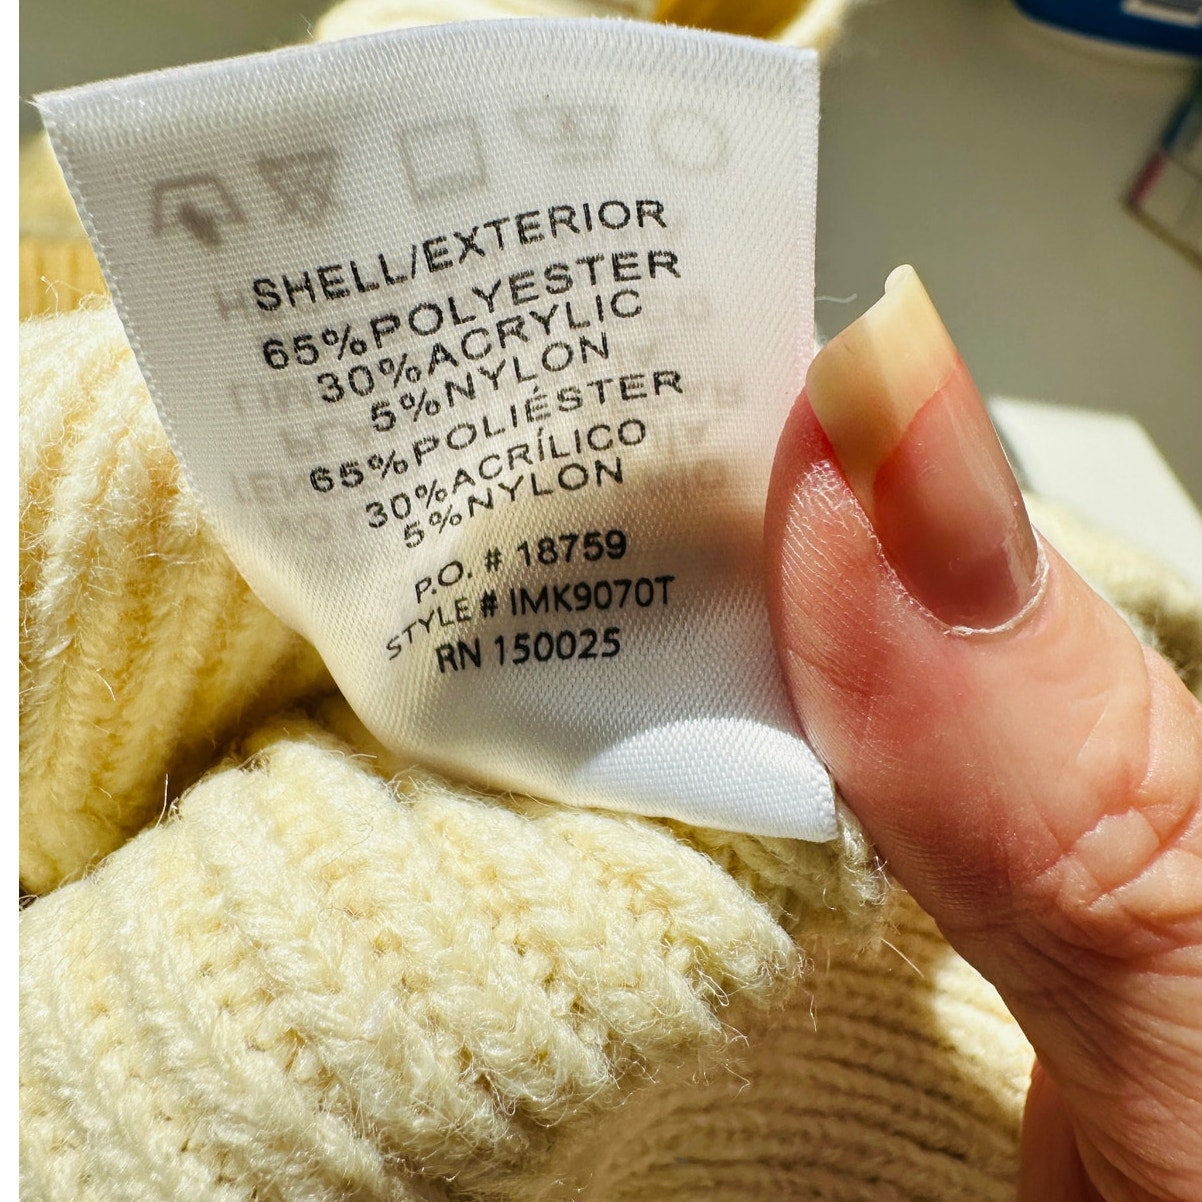 SHELL/EXTERIOR
65%POLYESTER
30%ACRYLIC
5%NYLON
65%POLIÉSTER
30%ACRÍLICO
5%NYLON
P.O. # 18759
STYLE # IMK9070T
RN 150025